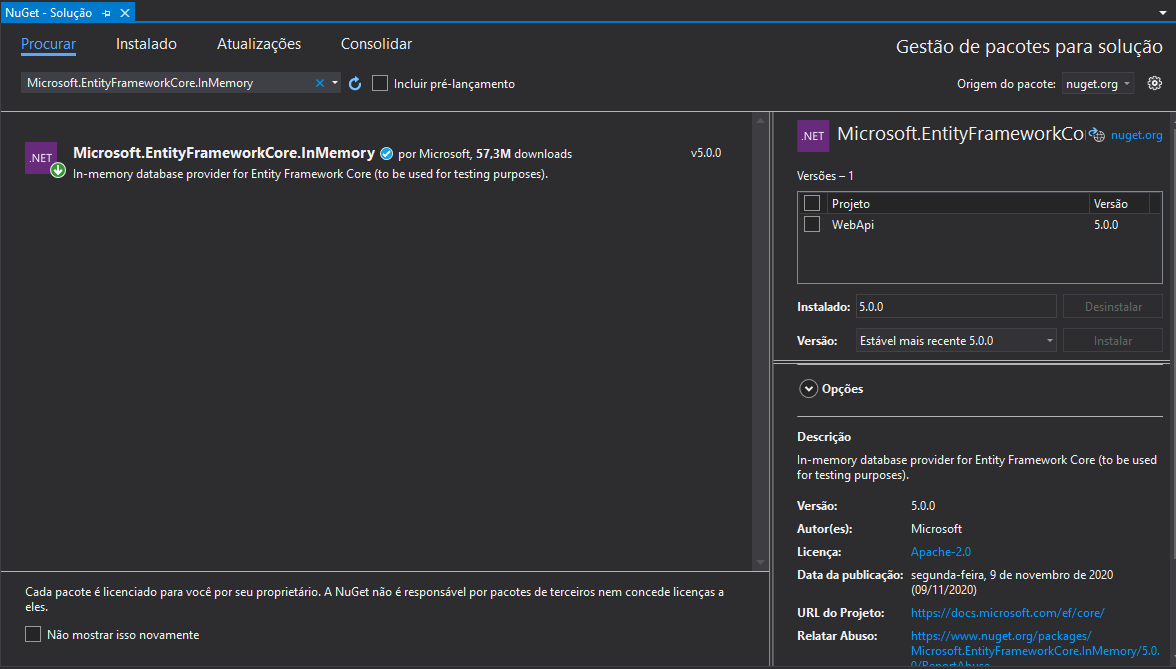 NuGet - Solução
Procurar Instalado Atualizações Consolidar
Gestão de pacotes para solução
Microsoft.EntityFrameworkCore.InMemory
Incluir pré-lançamento
Origem do pacote: nuget.org
.NET
Microsoft.EntityFrameworkCore.InMemory por Microsoft, 57,3M downloads
v5.0.0
In-memory database provider for Entity Framework Core (to be used for testing purposes).
Cada pacote é licenciado para você por seu proprietário. A NuGet não é responsável por pacotes de terceiros nem concede licenças a
eles.
Não mostrar isso novamente
.NET
Microsoft.EntityFrameworkCo
nuget.org
Versões – 1
Projeto Versão
WebApi 5.0.0
Instalado: 5.0.0 Desinstalar
Versão: Estável mais recente 5.0.0 Instalar
Opções
Descrição
In-memory database provider for Entity Framework Core (to be used
for testing purposes).
Versão: 5.0.0
Autor(es): Microsoft
Licença: Apache-2.0
Data da publicação: segunda-feira, 9 de novembro de 2020
(09/11/2020)
URL do Projeto: https://docs.microsoft.com/ef/core/
Relatar Abuso: https://www.nuget.org/packages/
Microsoft.EntityFrameworkCore.InMemory/5.0.
0/ReportAbuse